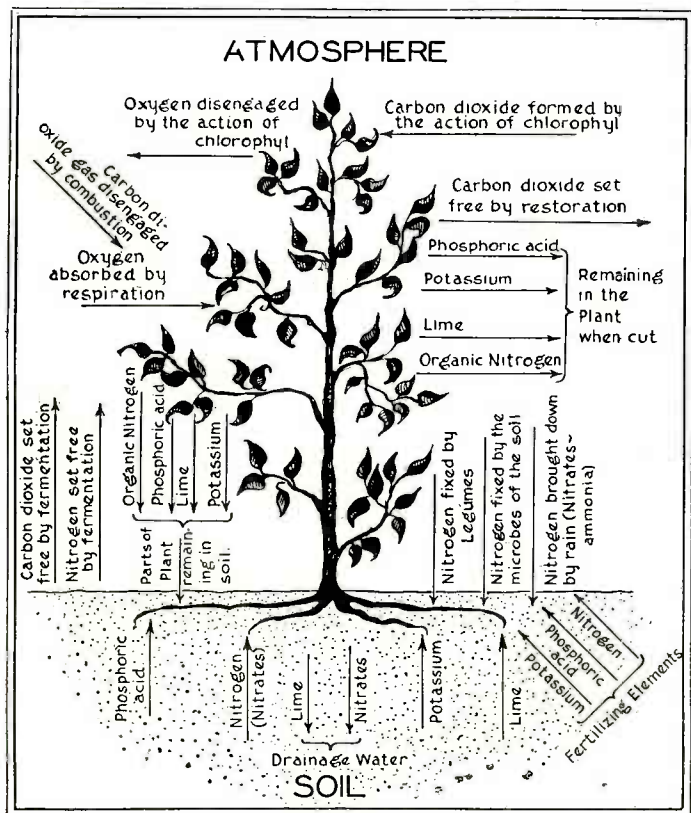 ATMOSPHERE
Oxygen disengaged
by the action of
chlorophyl
Carbon dioxide formed by
the action of chlorophyl
Carbon di-
oxide gas disengaged
by combustion
Carbon dioxide set
free by restoration
Oxygen
absorbed by
respiration
Phosphoric acid
Potassium
Lime
Organic Nitrogen
Remaining
in the
Plant
when cut
Carbon dioxide set
free by fermentation
Nitrogen set free
by fermentation
Organic Nitrogen
Phosphoric acid
Lime
Potassium
Parts of
Plant
remain-
ing in
soil.
Nitrogen fixed by
Legumes
Nitrogen fixed by the
microbes of the soil
Nitrogen brought down
by rain (Nitrates~
ammonia)
Phosphoric
acid
Nitrogen
(Nitrates)
Lime
Nitrates
Drainage Water
Potassium
Lime
Nitrogen
Phosphoric
acid
Potassium
Fertilizing Elements
SOIL